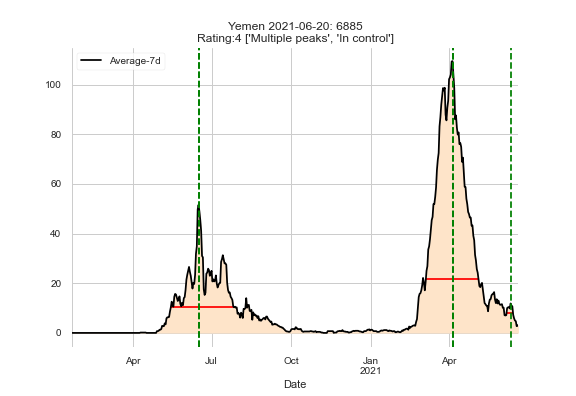 Yemen 2021-06-20: 6885
Rating:4 ['Multiple peaks', 'In control']
Average-7d
100
80
60
40
20
0
Apr
Jul
Oct
Jan
2021
Apr
Date